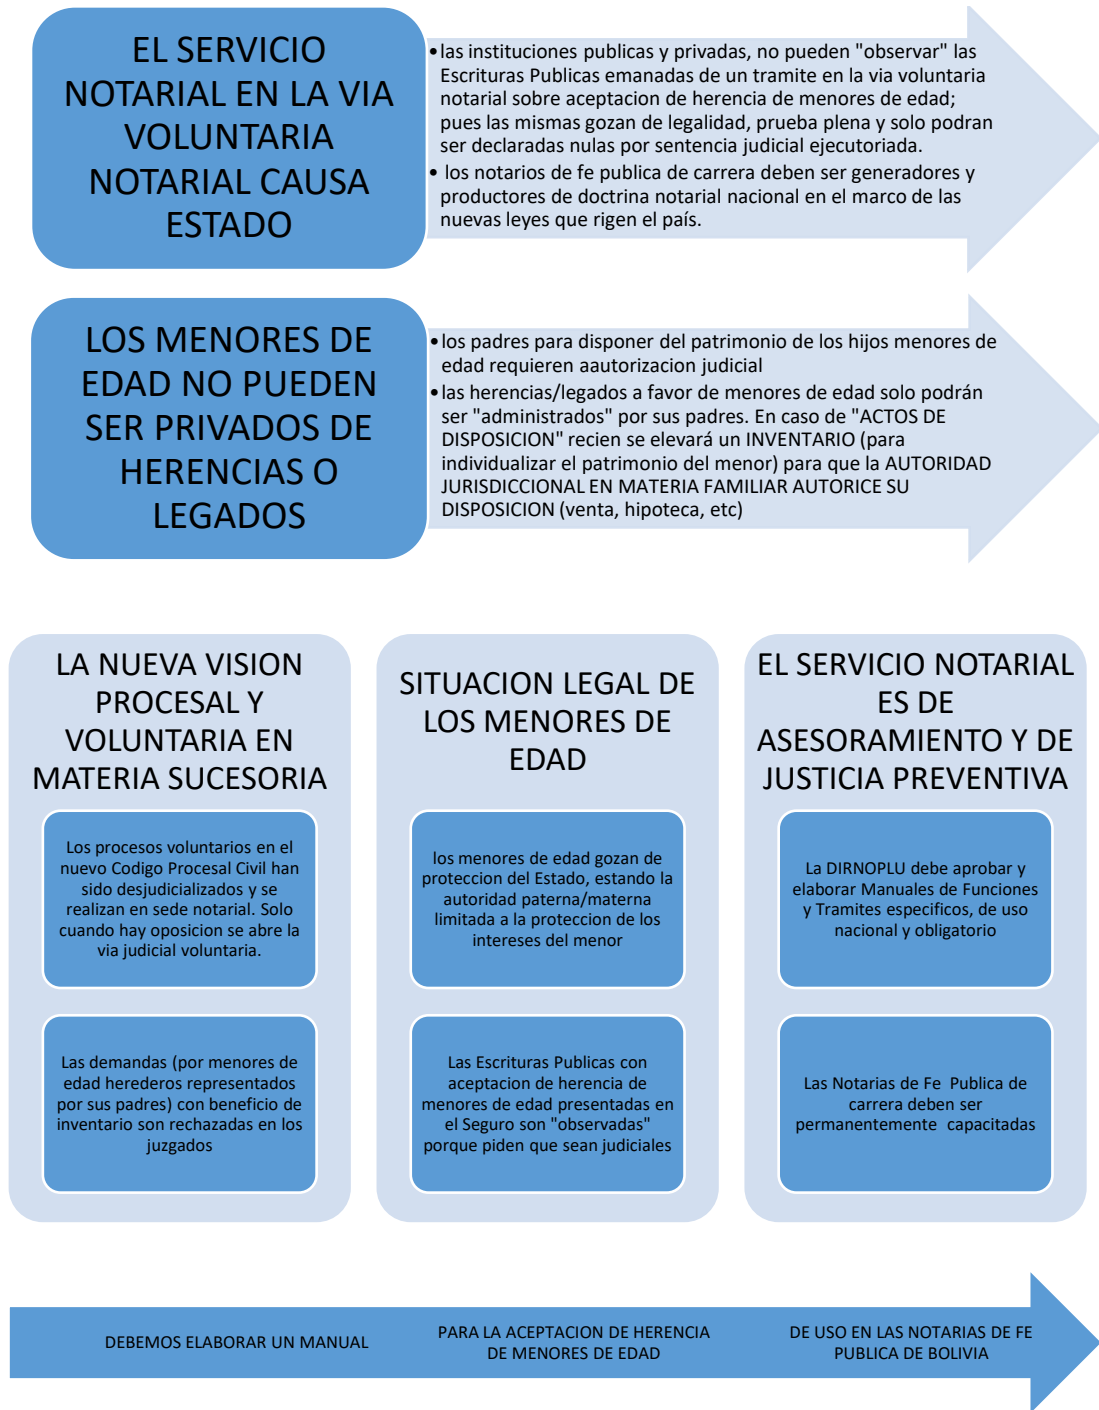 EL SERVICIO
NOTARIAL EN LA VIA
VOLUNTARIA
NOTARIAL CAUSA
ESTADO
•las instituciones publicas y privadas, no pueden "observar" las
Escrituras Publicas emanadas de un tramite en la via voluntaria
notarial sobre aceptacion de herencia de menores de edad;
pues las mismas gozan de legalidad, prueba plena y solo podran
ser declaradas nulas por sentencia judicial ejecutoriada.
• los notarios de fe publica de carrera deben ser generadores y
productores de doctrina notarial nacional en el marco de las
nuevas leyes que rigen el país.
LOS MENORES DE
EDAD NO PUEDEN
SER PRIVADOS DE
HERENCIAS O
LEGADOS
•los padres para disponer del patrimonio de los hijos menores de
edad requieren aautorizacion judicial
•las herencias/legados a favor de menores de edad solo podrán
ser "administrados" por sus padres. En caso de "ACTOS DE
DISPOSICION" recien se elevará un INVENTARIO (para
individualizar el patrimonio del menor) para que la AUTORIDAD
JURISDICCIONAL EN MATERIA FAMILIAR AUTORICE SU
DISPOSICION (venta, hipoteca, etc)
LA NUEVA VISION
PROCESAL Y
VOLUNTARIA EN
MATERIA SUCESORIA
Los procesos voluntarios en el
nuevo Codigo Procesal Civil han
sido desjudicializados y se
realizan en sede notarial. Solo
cuando hay oposicion se abre la
via judicial voluntaria.
Las demandas (por menores de
edad herederos representados
por sus padres) con beneficio de
inventario son rechazadas en los
juzgados
SITUACION LEGAL DE
LOS MENORES DE
EDAD
los menores de edad gozan de
proteccion del Estado, estando la
autoridad paterna/materna
limitada a la proteccion de los
intereses del menor
Las Escrituras Publicas con
aceptacion de herencia de
menores de edad presentadas en
el Seguro son "observadas"
porque piden que sean judiciales
EL SERVICIO NOTARIAL
ES DE
ASESORAMIENTO Y DE
JUSTICIA PREVENTIVA
La DIRNOPLU debe aprobar y
elaborar Manuales de Funciones
y Tramites especificos, de uso
nacional y obligatorio
Las Notarias de Fe Publica de
carrera deben ser
permanentemente capacitadas
DEBEMOS ELABORAR UN MANUAL
PARA LA ACEPTACION DE HERENCIA
DE MENORES DE EDAD
DE USO EN LAS NOTARIAS DE FE
PUBLICA DE BOLIVIA